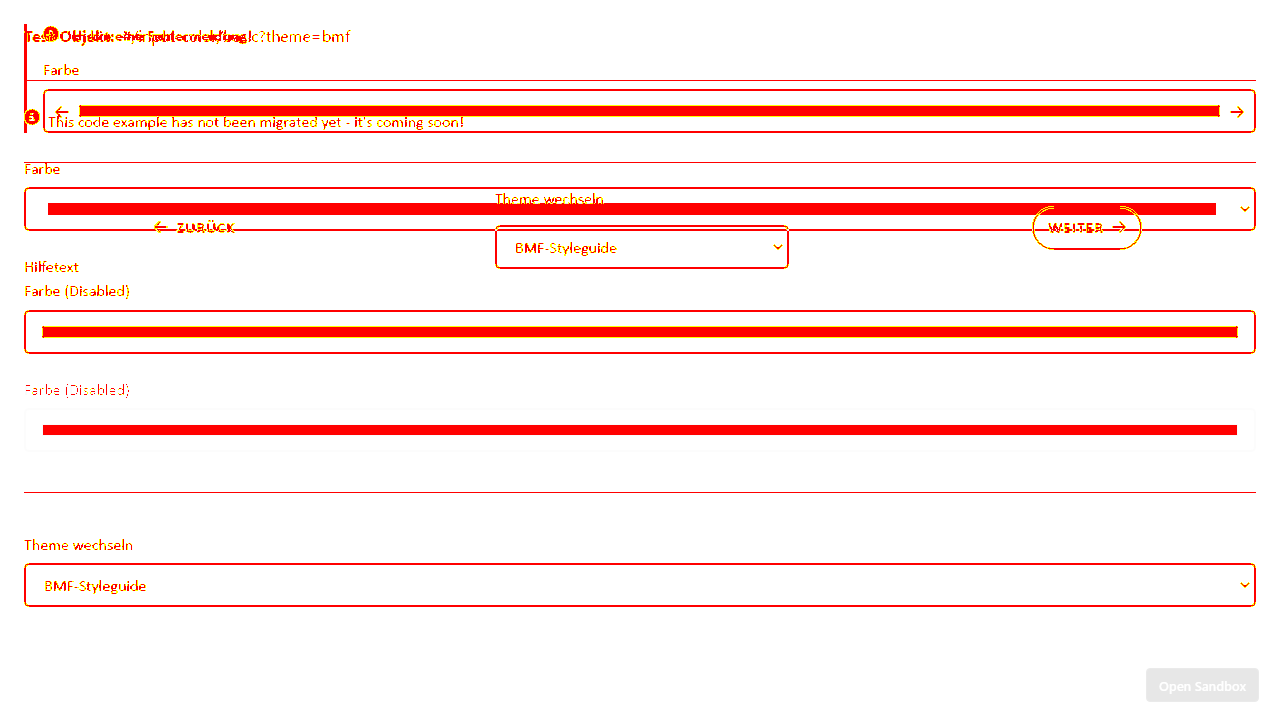 ?theme=bmf
Farbe
This code example has not been migrated yet - it's coming soon!
Farbe
Theme wechseln
ZURÜCK
WEITER
BMF-Styleguide
Hilfetext
Farbe (Disabled)
Farbe (Disabled)
Theme wechseln
BMF-Styleguide
Open Sandbox